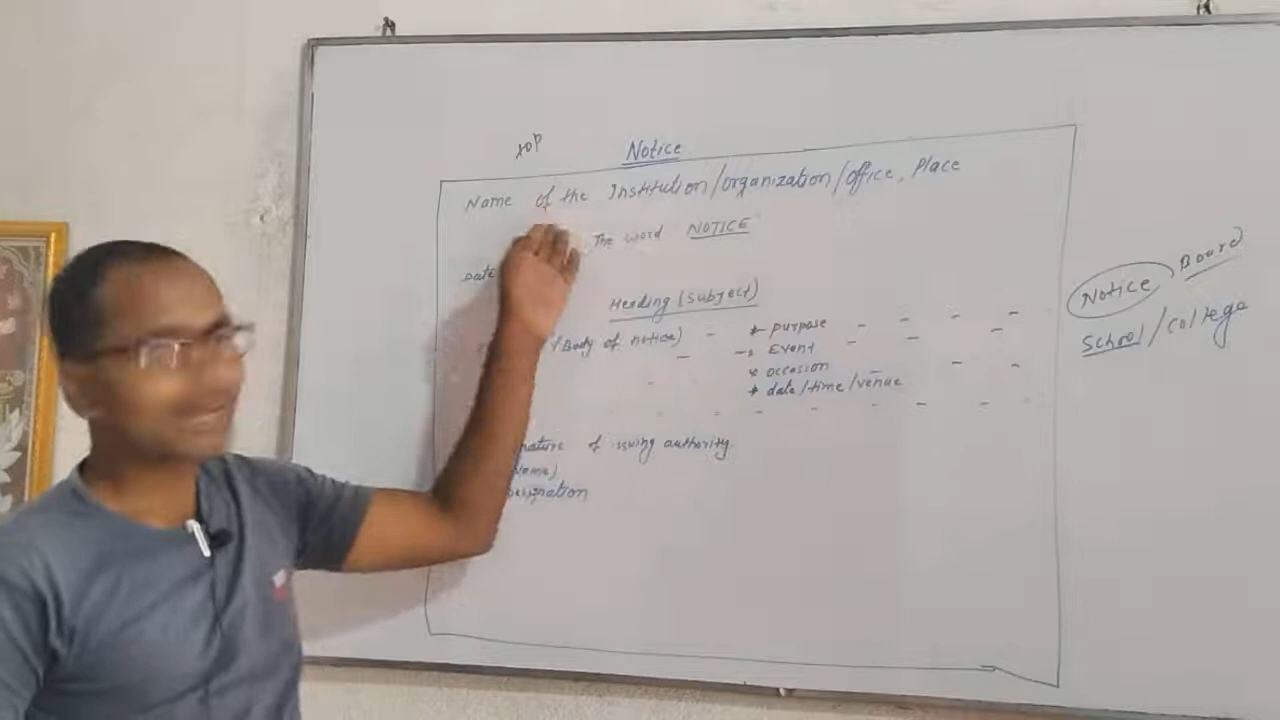 top
Notice
Name of the Institution/organization/office, Place
The word NOTICE
Date
Heading (Subject)
(Body of notice) - * purpose - - - -
- * Event - - -
* occasion - -
* date/time/venue -
- - - - - - - -
nature of issuing authority.
Name)
Designation
Notice Board
School/College